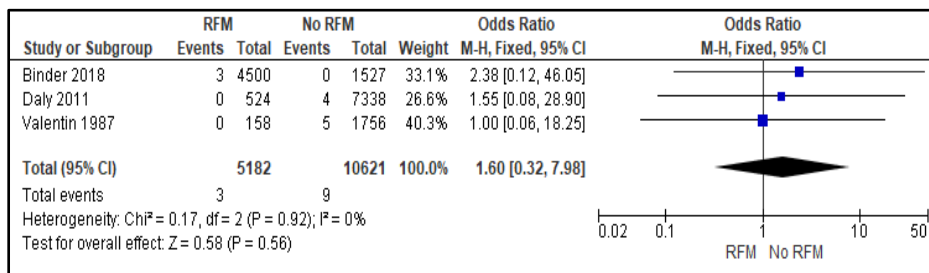 RFM No RFM Odds Ratio Odds Ratio
Study or Subgroup Events Total Events Total Weight M-H, Fixed, 95% CI M-H, Fixed, 95% CI
Binder 2018 3 4500 0 1527 33.1% 2.38 [0.12, 46.05]
Daly 2011 0 524 4 7338 26.6% 1.55 [0.08, 28.90]
Valentin 1987 0 158 5 1756 40.3% 1.00 [0.06, 18.25]
Total (95% CI) 5182 10621 100.0% 1.60 [0.32, 7.98]
Total events 3 9
Heterogeneity: Chi² = 0.17, df = 2 (P = 0.92); I² = 0%
Test for overall effect: Z = 0.58 (P = 0.56)
0.02 0.1 1 10 50
RFM No RFM